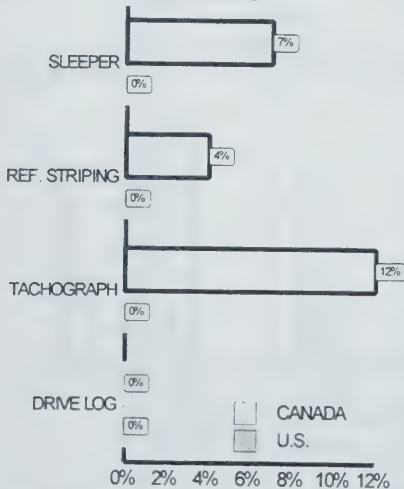 7%
SLEEPER
0%
4%
REF. STRIPING
0%
12%
TACHOGRAPH
0%
0%
DRIVE LOG
0%
CANADA
U.S.
0% 2% 4% 6% 8% 10% 12%